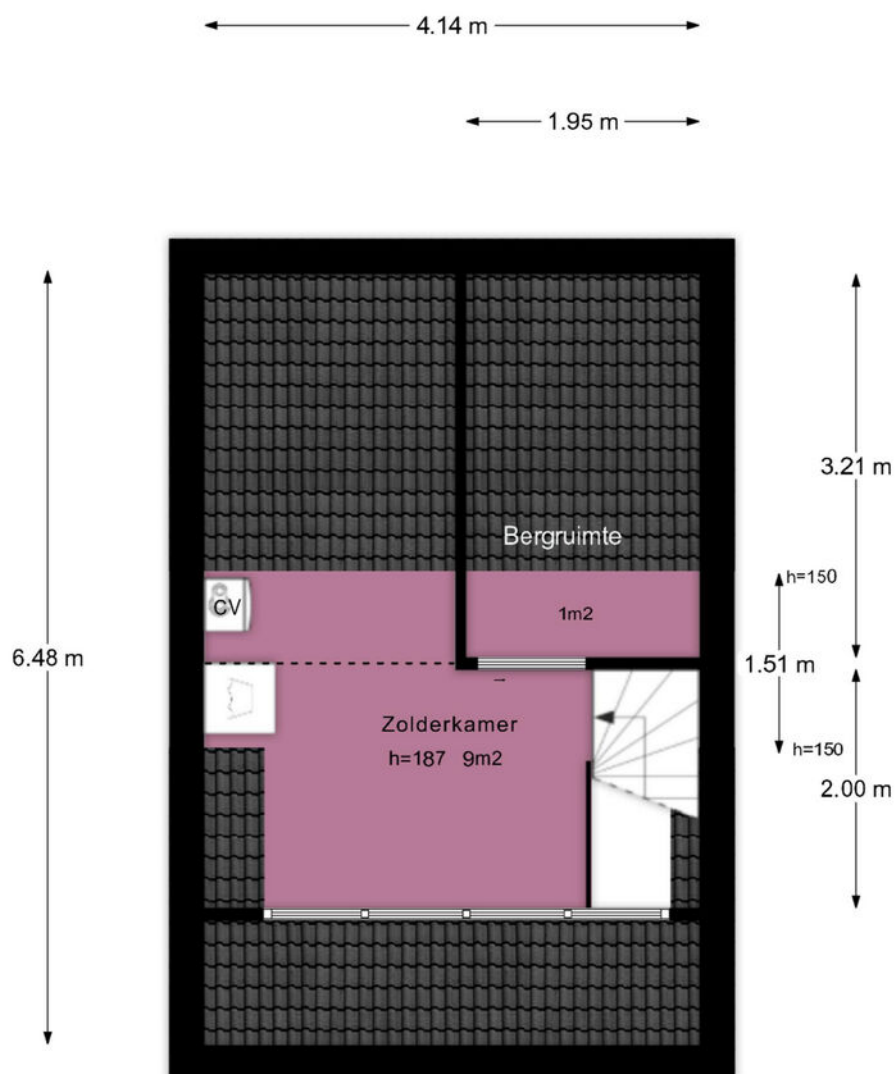 4.14 m
1.95 m
3.21 m
Bergruimte
h=150
CV
1m2
6.48 m
1.51 m
Zolderkamer
h=187 9m2
h=150
2.00 m